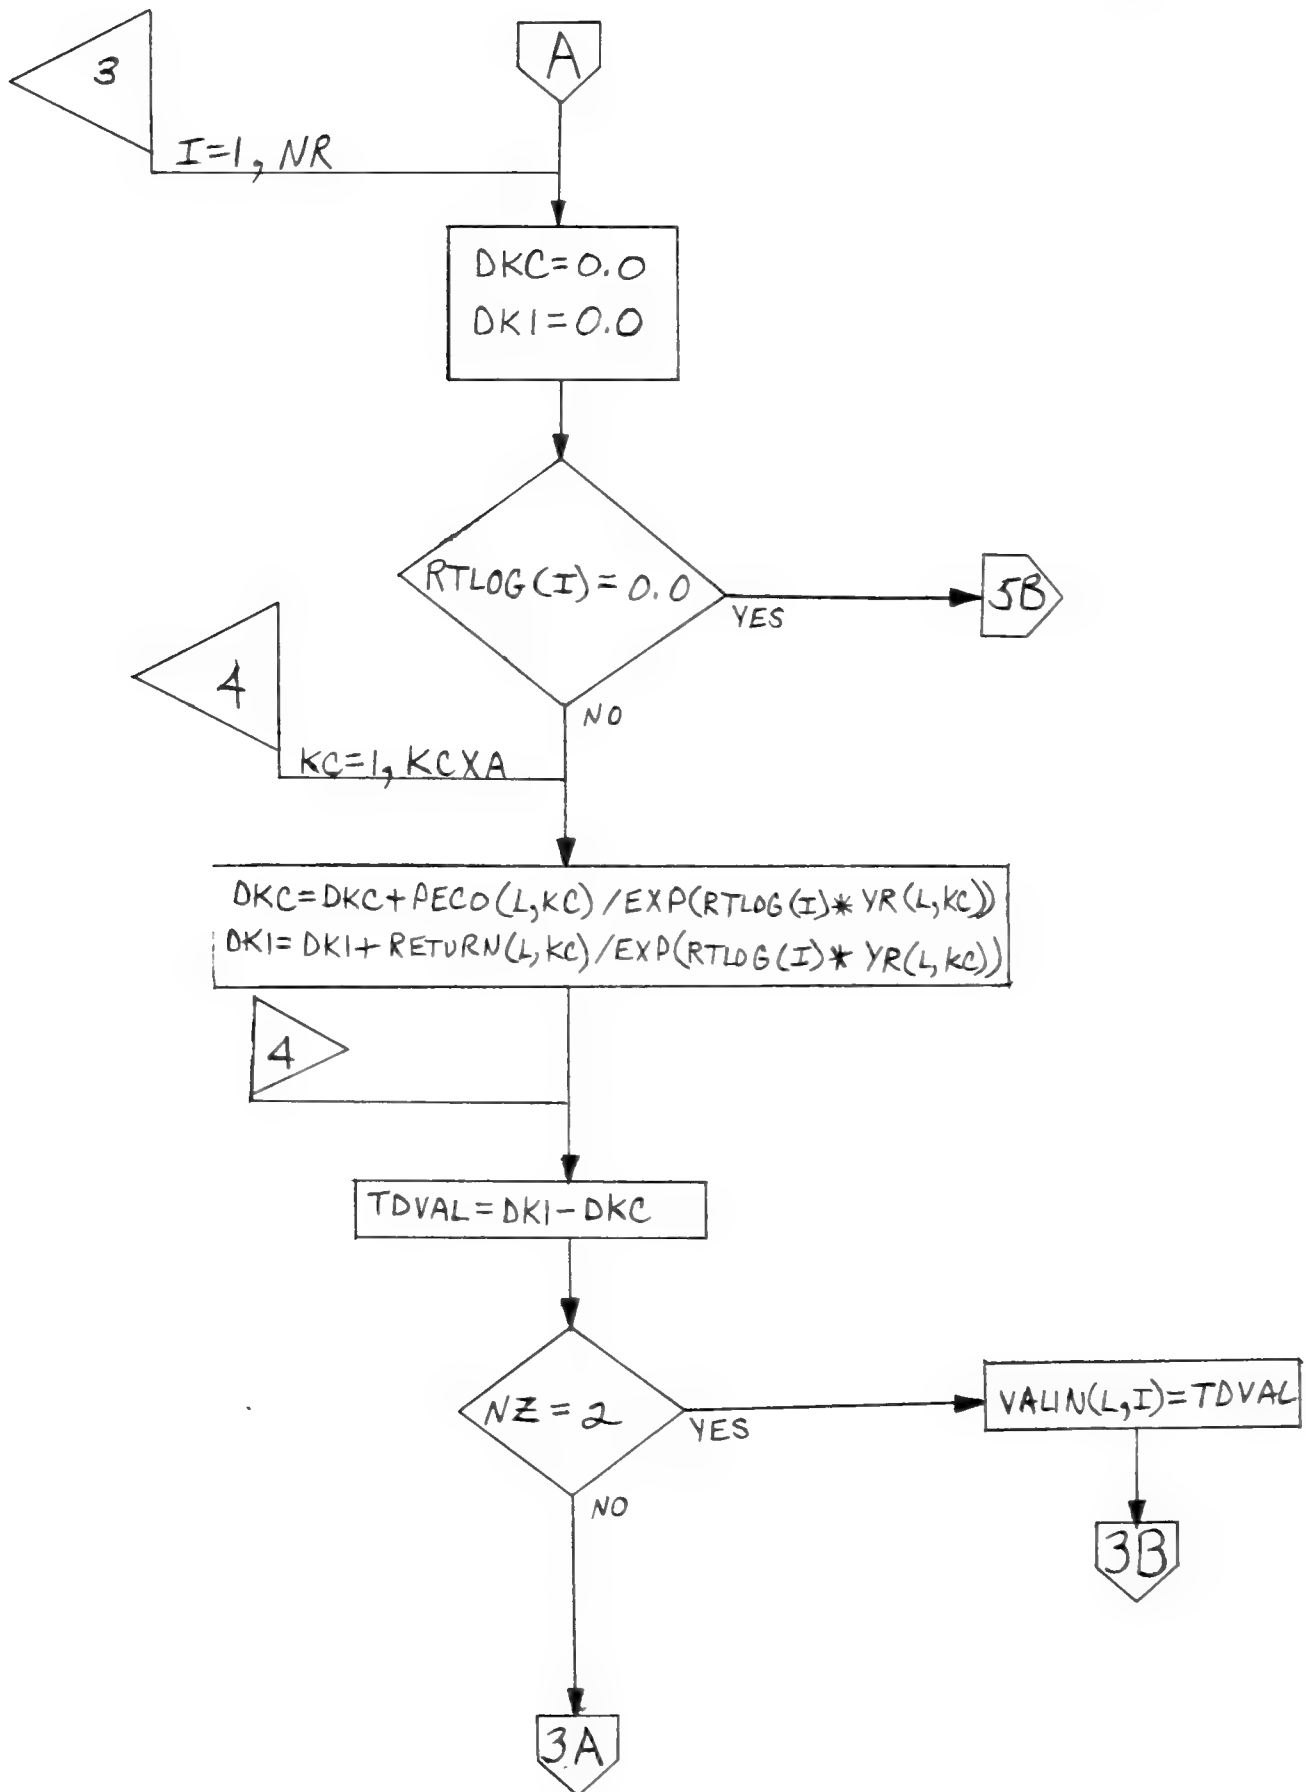 3
A
I=1, NR
DKC=0.0
DK1=0.0
RTLOG(I)=0.0
YES
5B
4
NO
KC=1, KCXA
DKC=DKC+PECO(L,KC)/EXP(RTLOG(I)*YR(L,KC))
DK1=DK1+RETURN(L,KC)/EXP(RTLOG(I)*YR(L,KC))
4
TDVAL=DK1-DKC
NZ=2
YES
VALIN(L,I)=TDVAL
NO
3B
3A